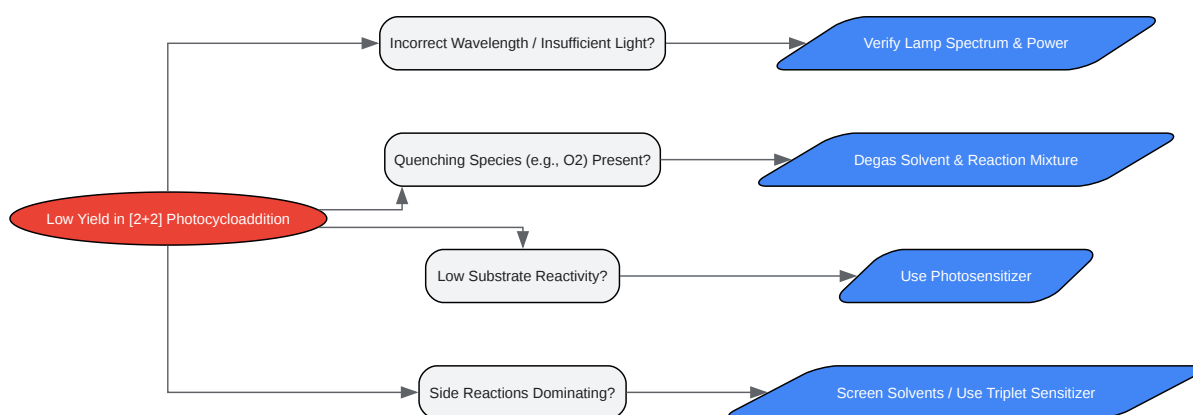 Incorrect Wavelength / Insufficient Light?
Verify Lamp Spectrum & Power
Quenching Species (e.g., O2) Present?
Degas Solvent & Reaction Mixture
Low Yield in [2+2] Photocycloaddition
Low Substrate Reactivity?
Use Photosensitizer
Side Reactions Dominating?
Screen Solvents / Use Triplet Sensitizer